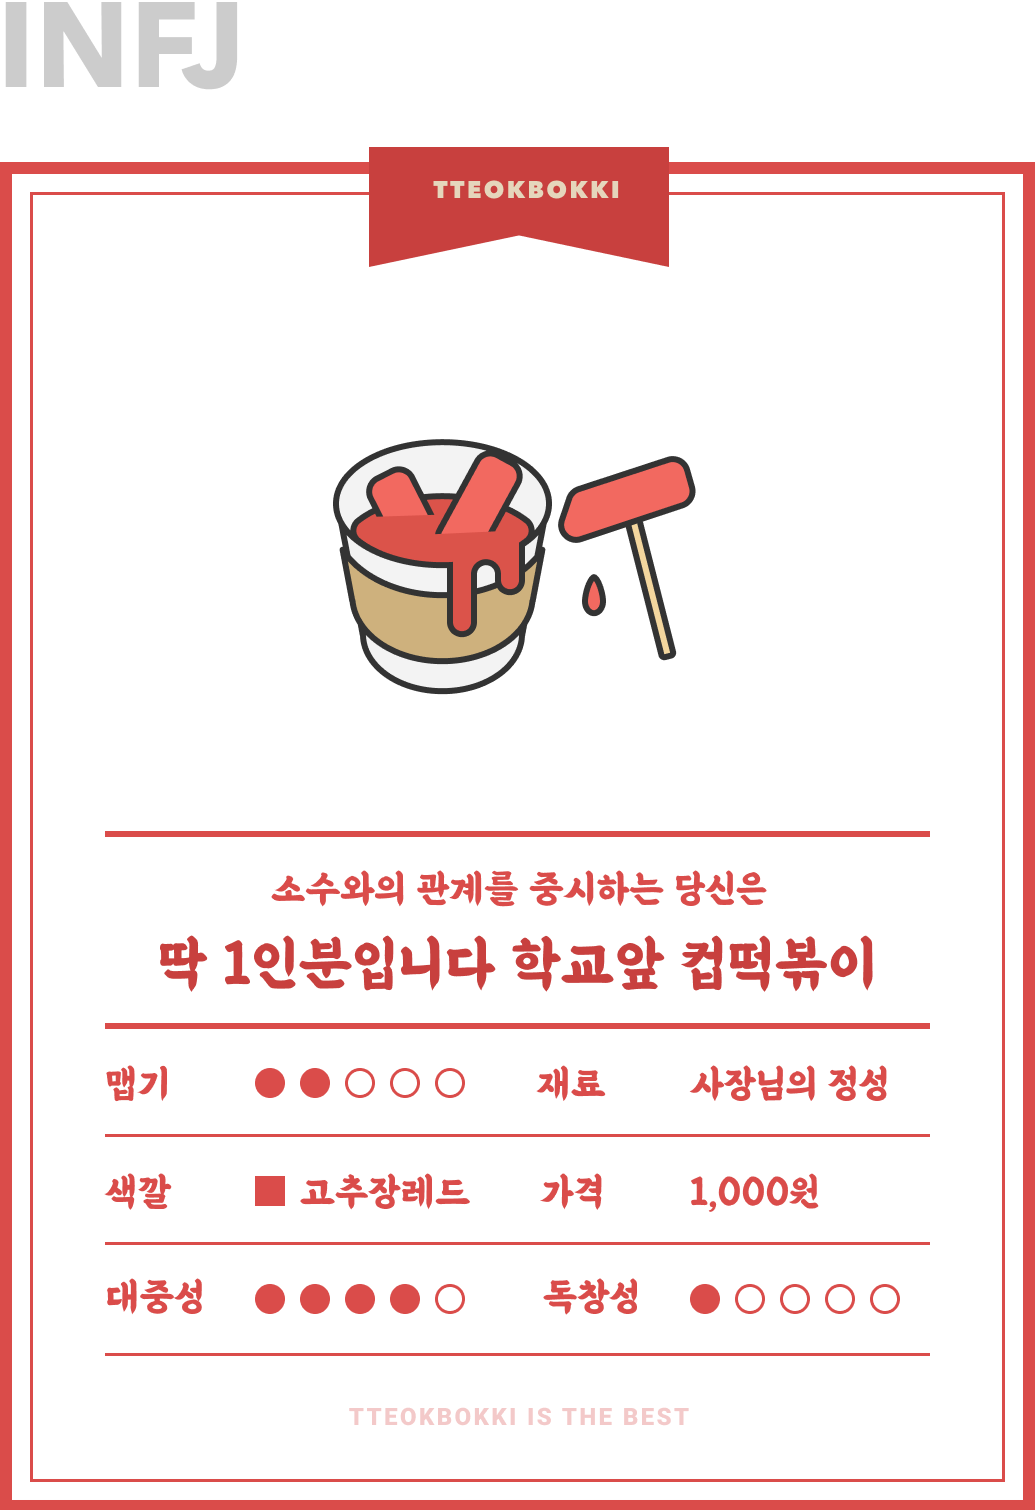 INFJ
TTEOKBOKKI
소수와의 관계를 중시하는 당신은
딱 1인분입니다 학교앞 컵떡볶이
맵기 재료 사장님의 정성
색깔 고추장레드 가격 1,000원
대중성 독창성
TTEOKBOKKI IS THE BEST